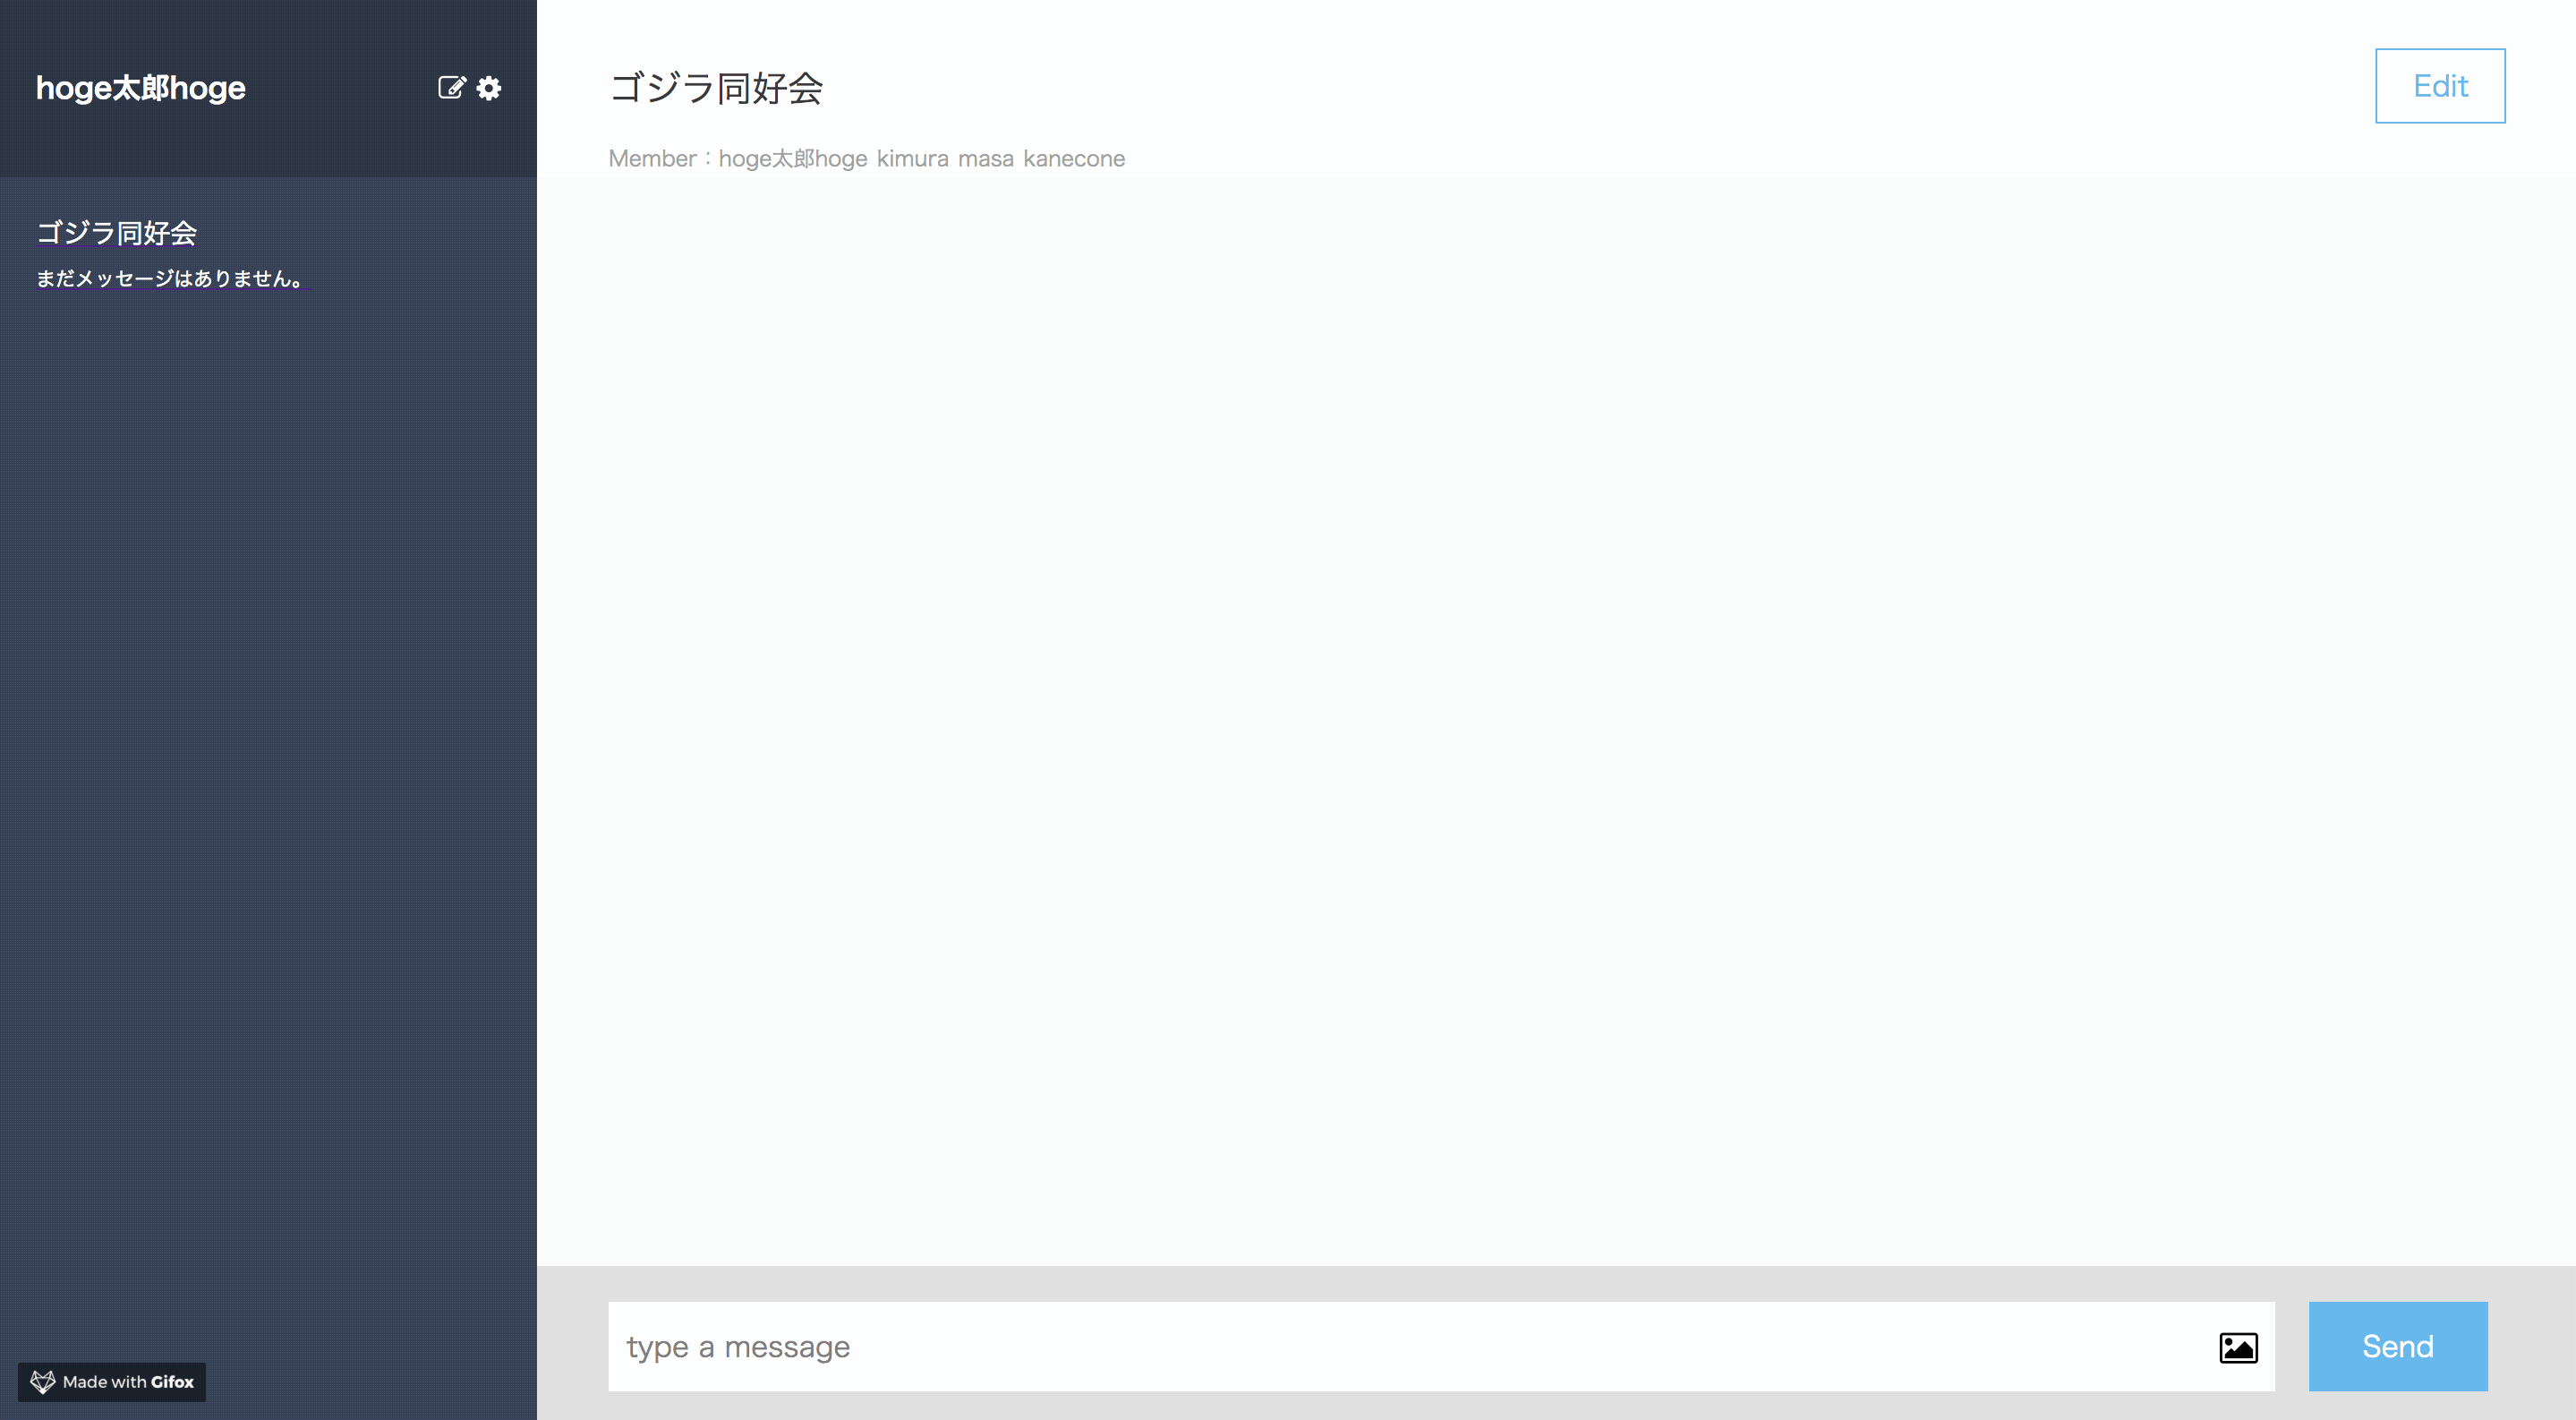 hoge太郎hoge
ゴジラ同好会
まだメッセージはありません。
Made with Gifox
ゴジラ同好会
Edit
Member：hoge太郎hoge kimura masa kanecone
type a message
Send